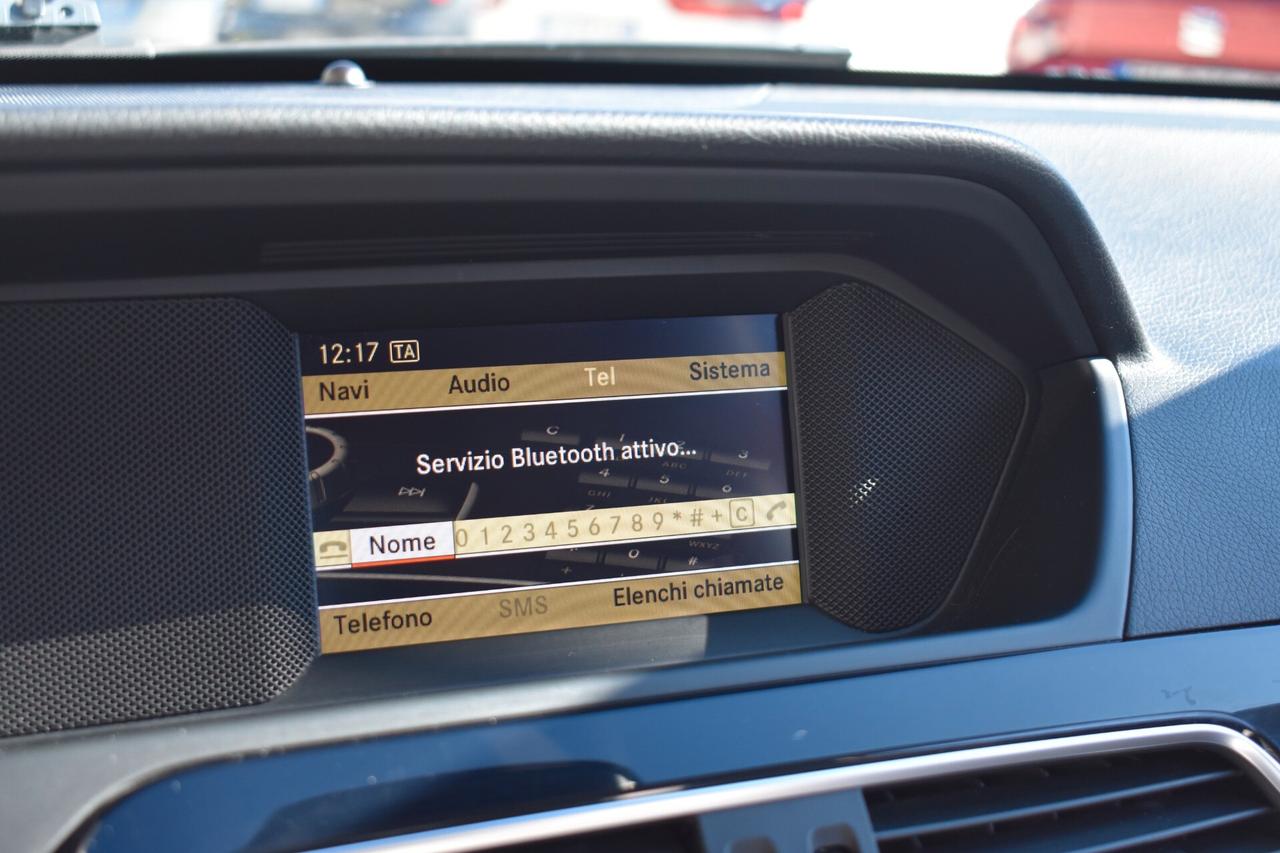 12:17 TA
Navi Audio Tel Sistema
Servizio Bluetooth attivo...
Nome 0 1 2 3 4 5 6 7 8 9 * # + C
Telefono SMS Elenchi chiamate